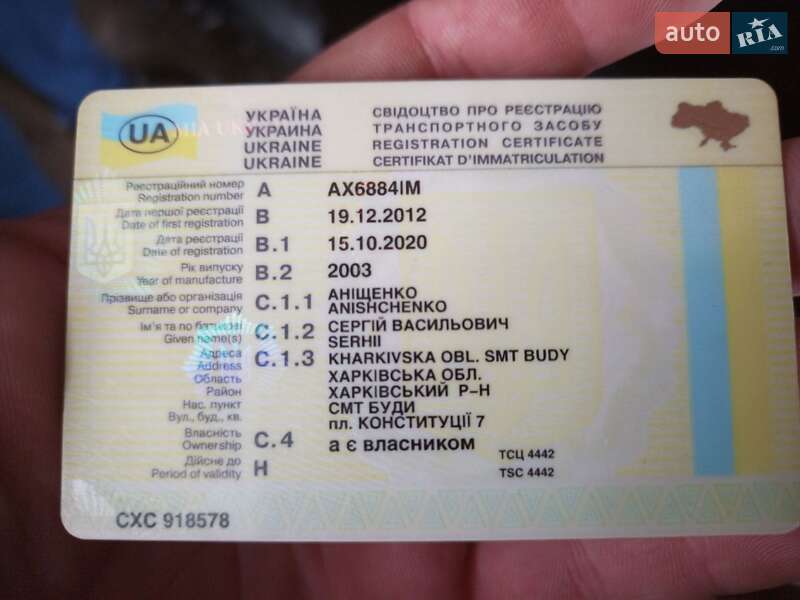 auto RIA.com
UA
УКРАЇНА СВІДОЦТВО ПРО РЕЄСТРАЦІЮ
УКРАИНА ТРАНСПОРТНОГО ЗАСОБУ
UKRAINE REGISTRATION CERTIFICATE
UKRAINE CERTIFIKAT D'IMMATRICULATION
Реєстраційний номер
Registration number A AX6884IM
Дата першої реєстрації
Date of first registration B 19.12.2012
Дата реєстрації
Date of registration B.1 15.10.2020
Рік випуску
Year of manufacture B.2 2003
Прізвище або організація C.1.1 АНІЩЕНКО
Surname or company ANISHCHENKO
Ім'я та по батькові C.1.2 СЕРГІЙ ВАСИЛЬОВИЧ
Given name(s) SERHII
Адреса C.1.3 KHARKIVSKA OBL. SMT BUDY
Address
Область ХАРКІВСЬКА ОБЛ.
Район ХАРКІВСЬКИЙ Р-Н
Нас. пункт СМТ БУДИ
Вул., буд., кв. пл. КОНСТИТУЦІЇ 7
Власність C.4 а є власником
Ownership
ТСЦ 4442
Дійсне до H
Period of validity TSC 4442
СХС 918578